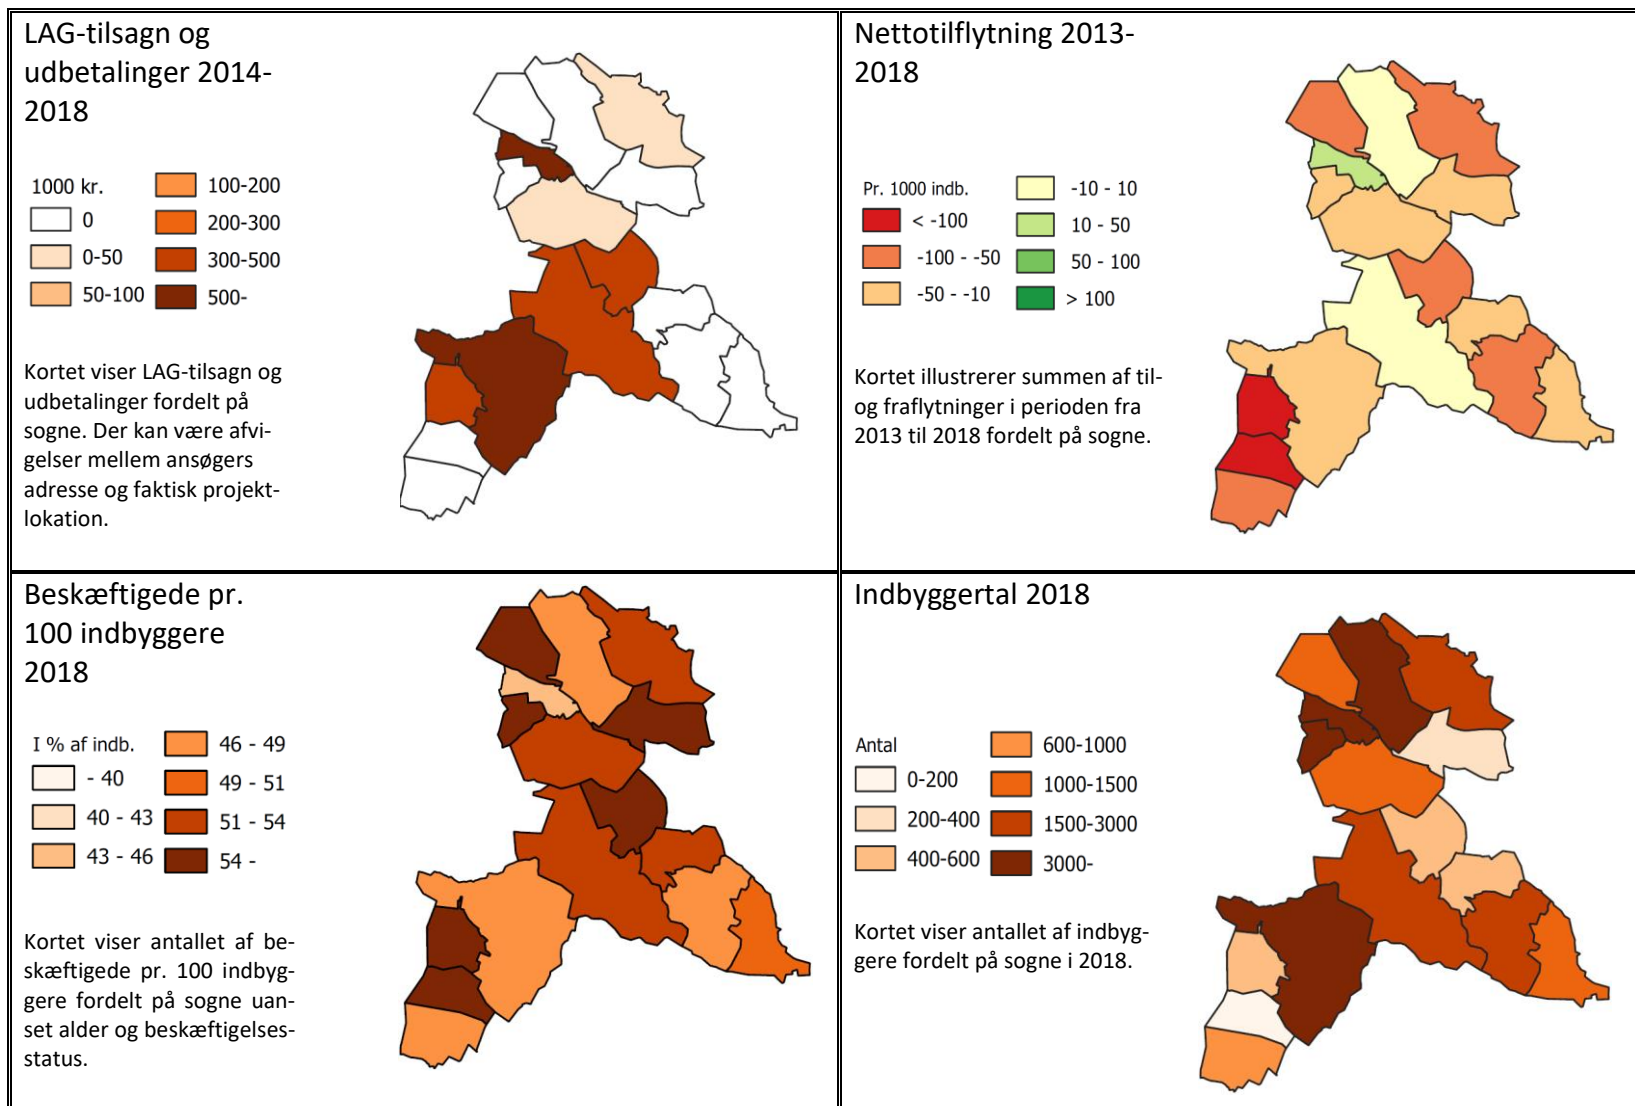 LAG-tilsagn og
udbetalinger 2014-
2018
1000 kr.
0
0-50
50-100
100-200
200-300
300-500
500-
Kortet viser LAG-tilsagn og
udbetalinger fordelt på
sogne. Der kan være afvi-
gelser mellem ansøgers
adresse og faktisk projekt-
lokation.
Nettotilflytning 2013-
2018
Pr. 1000 indb.
< -100
-100 - -50
-50 - -10
-10 - 10
10 - 50
50 - 100
> 100
Kortet illustrerer summen af til-
og fraflytninger i perioden fra
2013 til 2018 fordelt på sogne.
Beskæftigede pr.
100 indbyggere
2018
I % af indb.
- 40
40 - 43
43 - 46
46 - 49
49 - 51
51 - 54
54 -
Kortet viser antallet af be-
skæftigede pr. 100 indbyg-
gere fordelt på sogne uan-
set alder og beskæftigelses-
status.
Indbyggertal 2018
Antal
0-200
200-400
400-600
600-1000
1000-1500
1500-3000
3000-
Kortet viser antallet af indbyg-
gere fordelt på sogne i 2018.